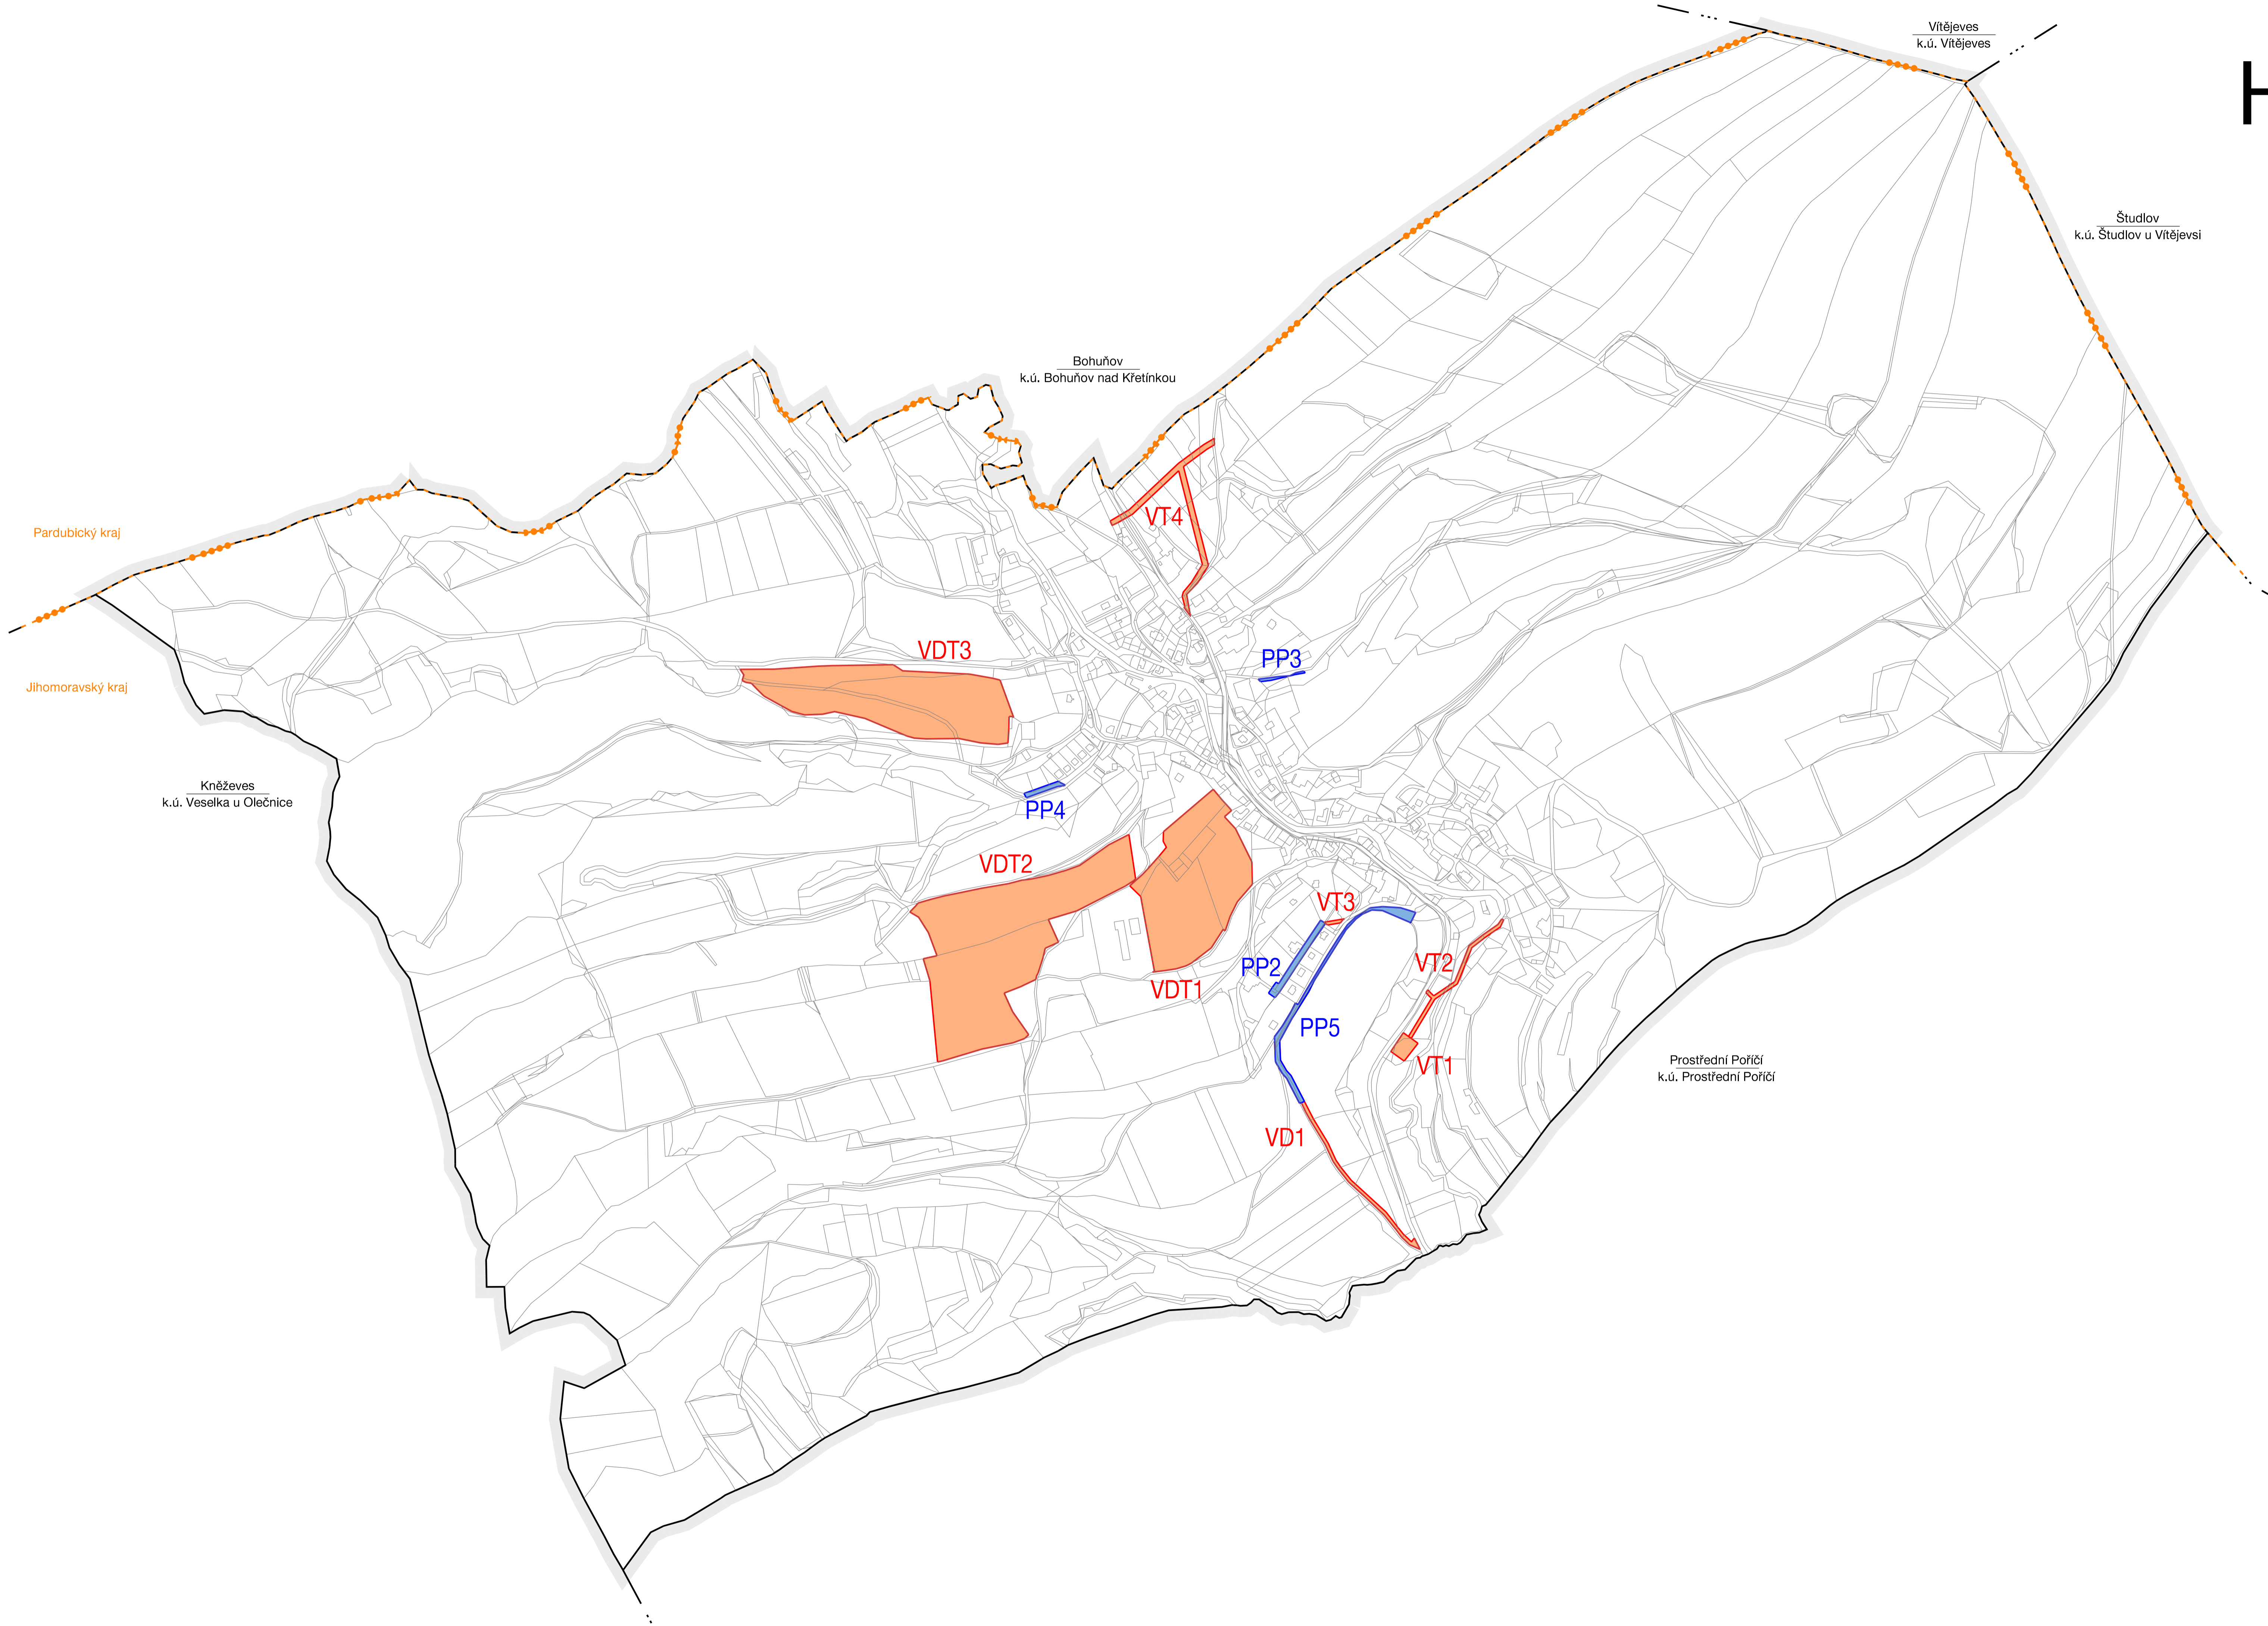 Vítějeves
k.ú. Vítějeves
H
Študlov
k.ú. Študlov u Vítějevsi
Bohuňov
k.ú. Bohuňov nad Křetínkou
Pardubický kraj
VT4
VDT3
PP3
Jihomoravský kraj
Kněževes
k.ú. Veselka u Olečnice
PP4
VDT2
VT3
VT2
PP2
VDT1
PP5
VT1
Prostřední Poříčí
k.ú. Prostřední Poříčí
VD1